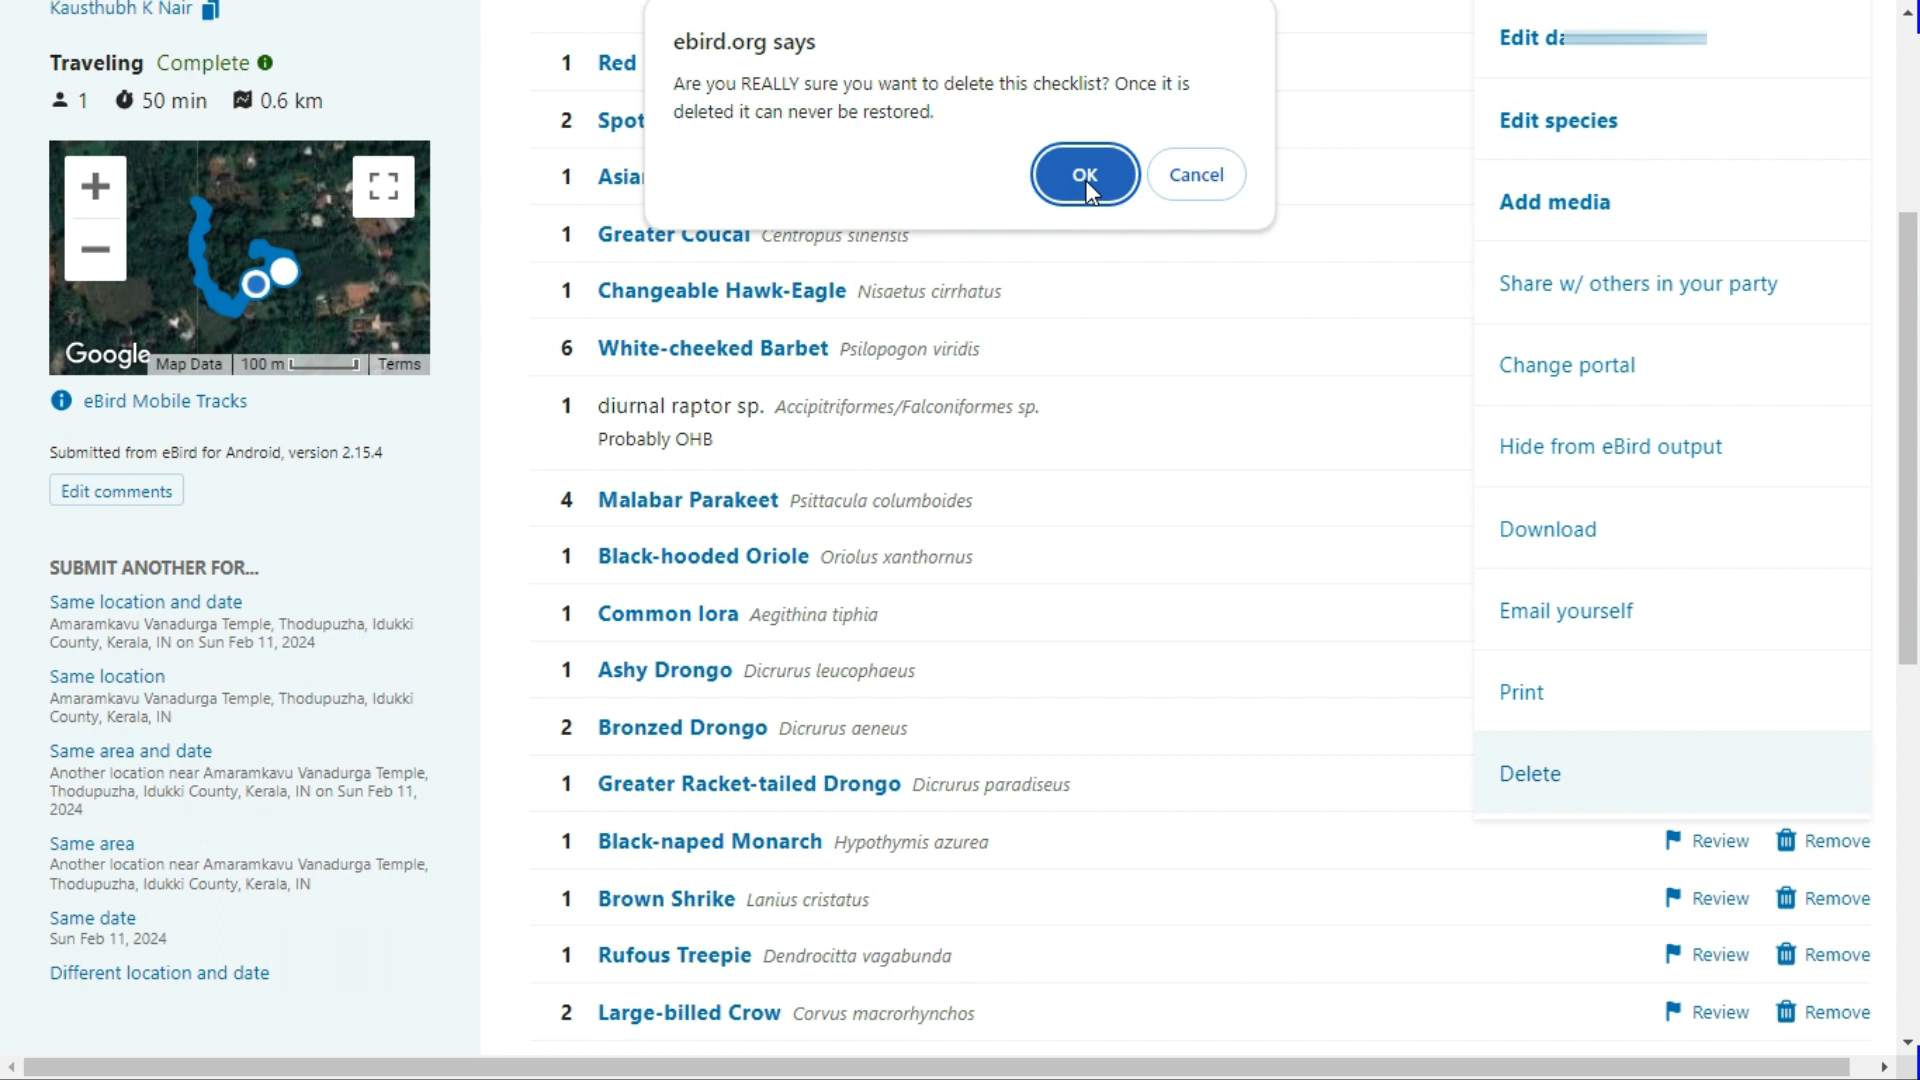 Kausthubh K Nair
Traveling Complete
1 50 min 0.6 km
Google
Map Data 100 m Terms
eBird Mobile Tracks
Submitted from eBird for Android, version 2.15.4
Edit comments
SUBMIT ANOTHER FOR...
Same location and date
Amaramkavu Vanadurga Temple, Thodupuzha, Idukki
County, Kerala, IN on Sun Feb 11, 2024
Same location
Amaramkavu Vanadurga Temple, Thodupuzha, Idukki
County, Kerala, IN
Same area and date
Another location near Amaramkavu Vanadurga Temple,
Thodupuzha, Idukki County, Kerala, IN on Sun Feb 11,
2024
Same area
Another location near Amaramkavu Vanadurga Temple,
Thodupuzha, Idukki County, Kerala, IN
Same date
Sun Feb 11, 2024
Different location and date
ebird.org says
Are you REALLY sure you want to delete this checklist? Once it is
deleted it can never be restored.
OK Cancel
1 Red
2 Spot
1
1 Greater Coucal Centropus sinensis
1 Changeable Hawk-Eagle Nisaetus cirrhatus
6 White-cheeked Barbet Psilopogon viridis
1 diurnal raptor sp. Accipitriformes/Falconiformes sp.
Probably OHB
4 Malabar Parakeet Psittacula columboides
1 Black-hooded Oriole Oriolus xanthornus
1 Common Iora Aegithina tiphia
1 Ashy Drongo Dicrurus leucophaeus
2 Bronzed Drongo Dicrurus aeneus
1 Greater Racket-tailed Drongo Dicrurus paradiseus
1 Black-naped Monarch Hypothymis azurea Review Remove
1 Brown Shrike Lanius cristatus Review Remove
1 Rufous Treepie Dendrocitta vagabunda Review Remove
2 Large-billed Crow Corvus macrorhynchos Review Remove
Edit
Edit species
Add media
Share w/ others in your party
Change portal
Hide from eBird output
Download
Email yourself
Print
Delete